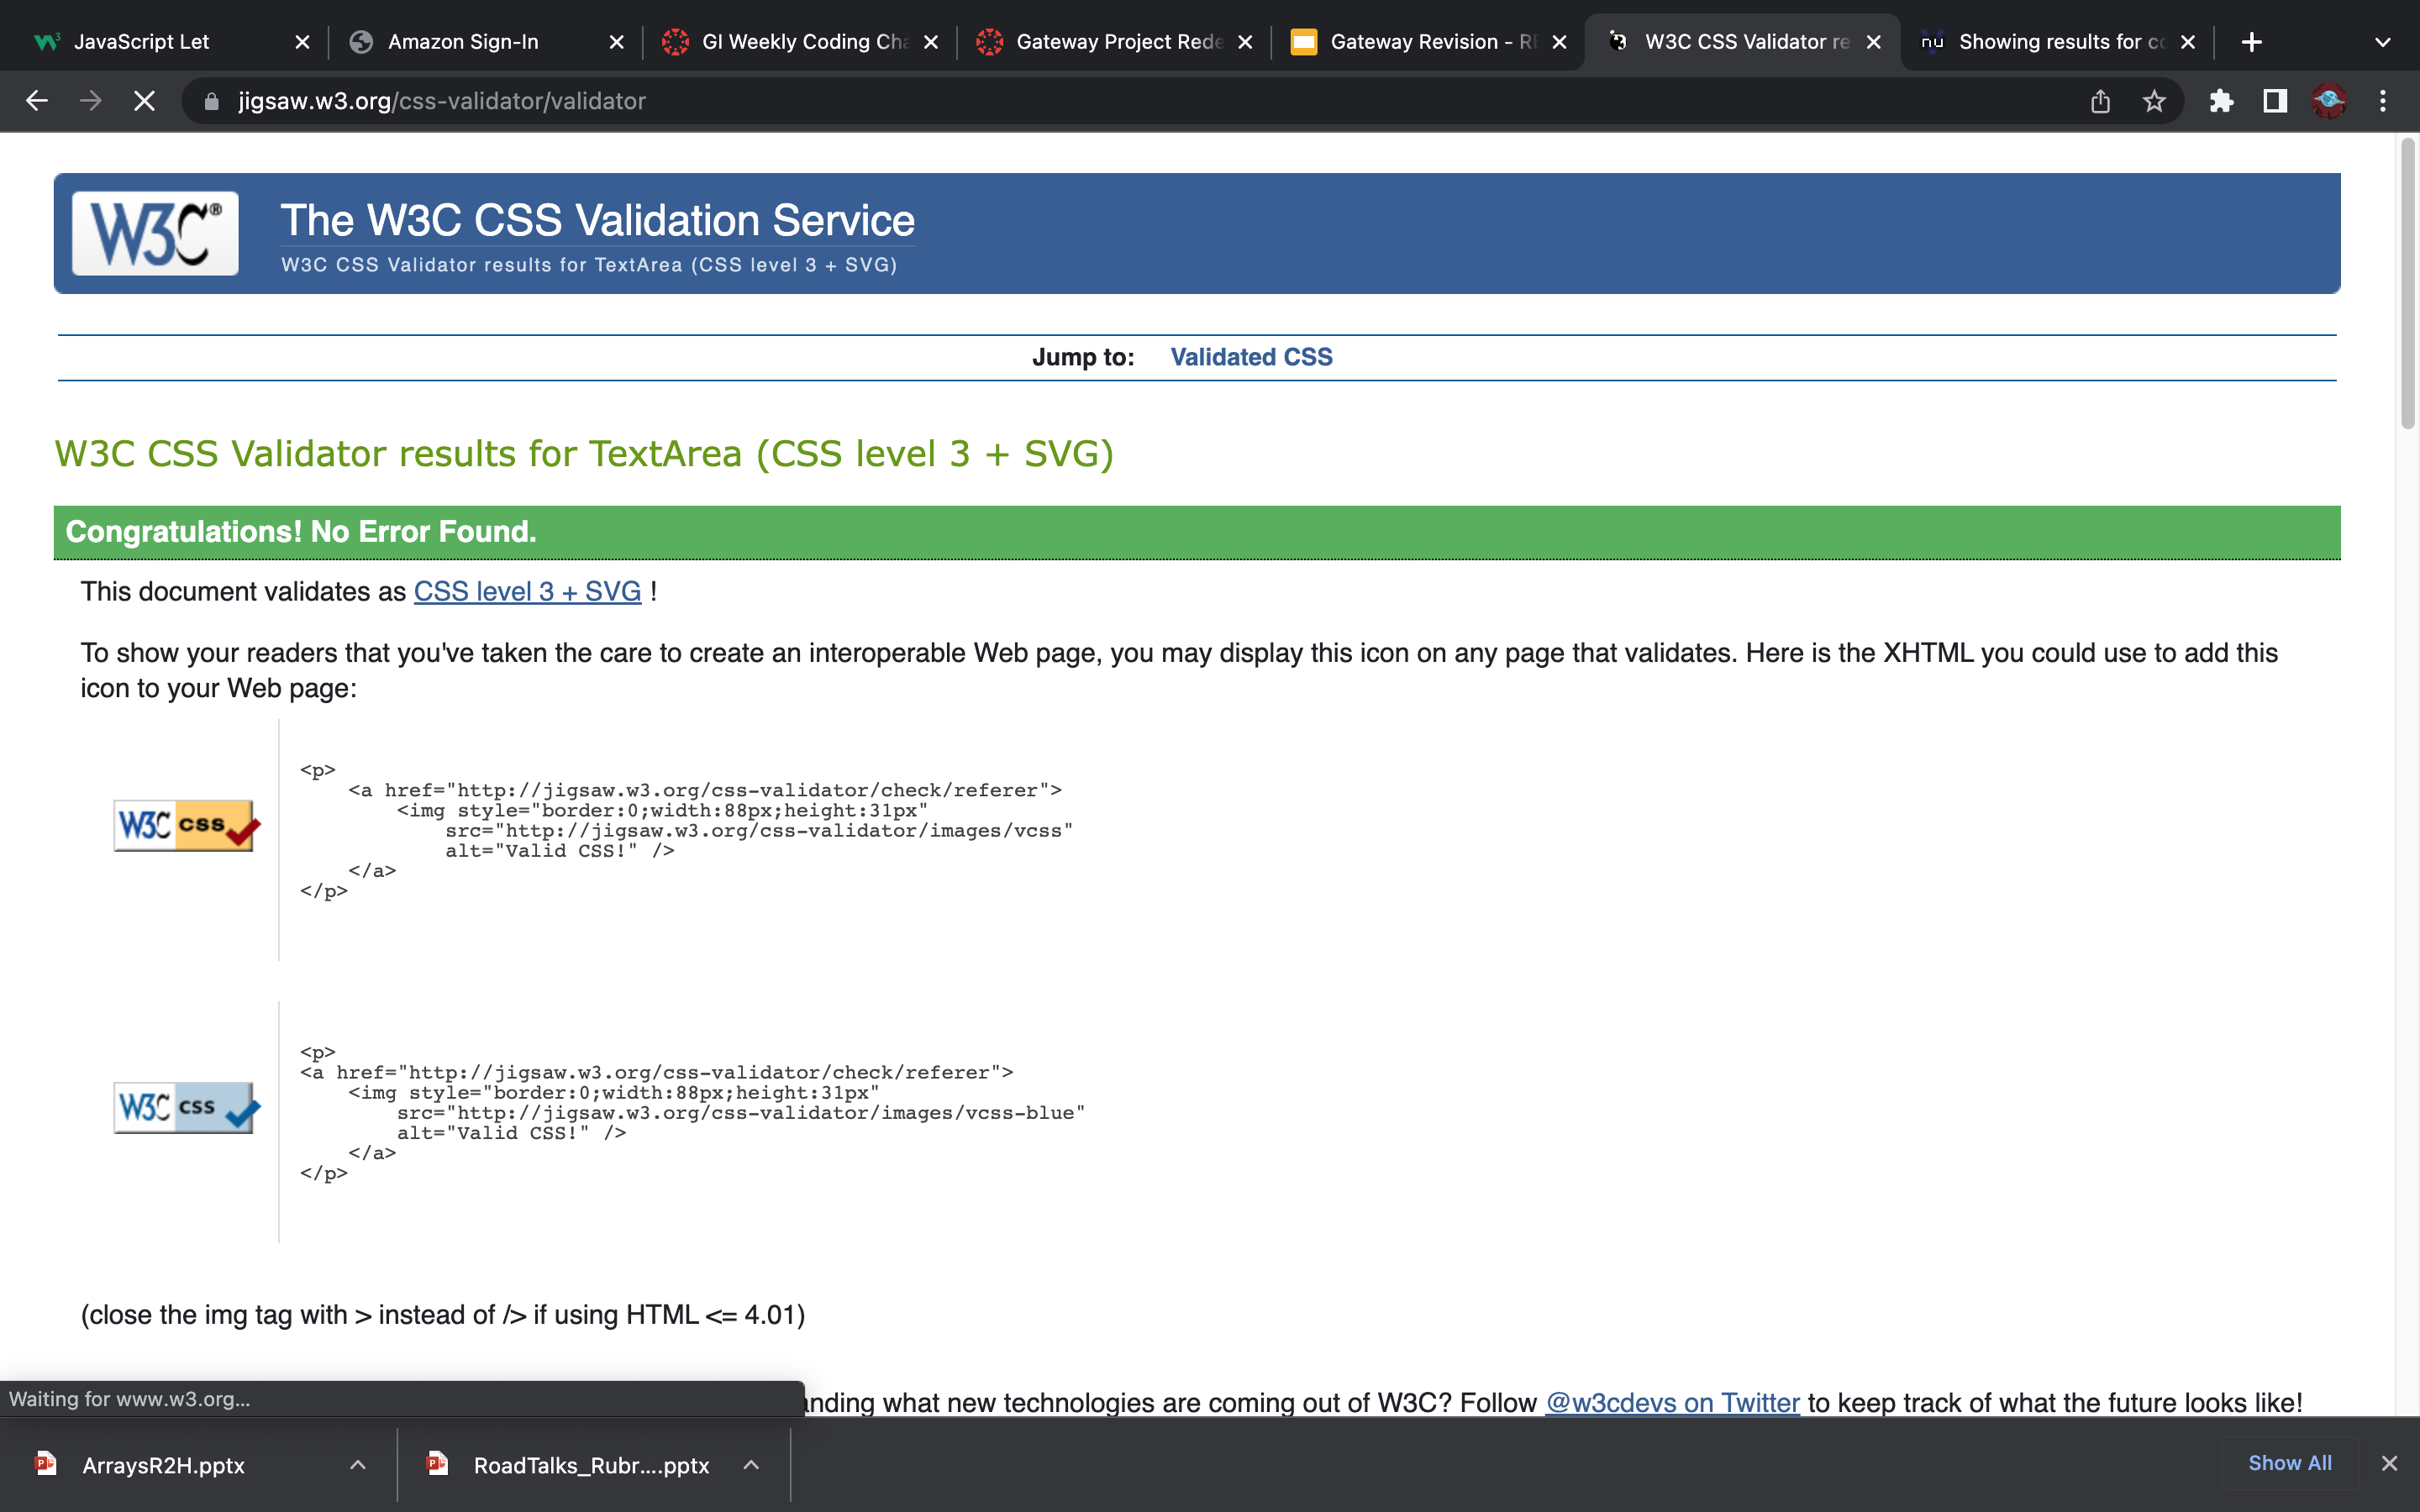 JavaScript Let
Amazon Sign-In
GI Weekly Coding Cha
Gateway Project Rede
Gateway Revision - RE
W3C CSS Validator re
nu Showing results for co
jigsaw.w3.org/css-validator/validator
W3C®
The W3C CSS Validation Service
W3C CSS Validator results for TextArea (CSS level 3 + SVG)
Jump to: Validated CSS
W3C CSS Validator results for TextArea (CSS level 3 + SVG)
Congratulations! No Error Found.
This document validates as CSS level 3 + SVG !
To show your readers that you've taken the care to create an interoperable Web page, you may display this icon on any page that validates. Here is the XHTML you could use to add this
icon to your Web page:
W3C CSS
<p>
<a href="http://jigsaw.w3.org/css-validator/check/referer">
<img style="border:0;width:88px;height:31px"
src="http://jigsaw.w3.org/css-validator/images/vcss"
alt="Valid CSS!" />
</a>
</p>
W3C CSS
<p>
<a href="http://jigsaw.w3.org/css-validator/check/referer">
<img style="border:0;width:88px;height:31px"
src="http://jigsaw.w3.org/css-validator/images/vcss-blue"
alt="Valid CSS!" />
</a>
</p>
(close the img tag with > instead of /> if using HTML <= 4.01)
anding what new technologies are coming out of W3C? Follow @w3cdevs on Twitter to keep track of what the future looks like!
Waiting for www.w3.org...
ArraysR2H.pptx
RoadTalks_Rubr....pptx
Show All